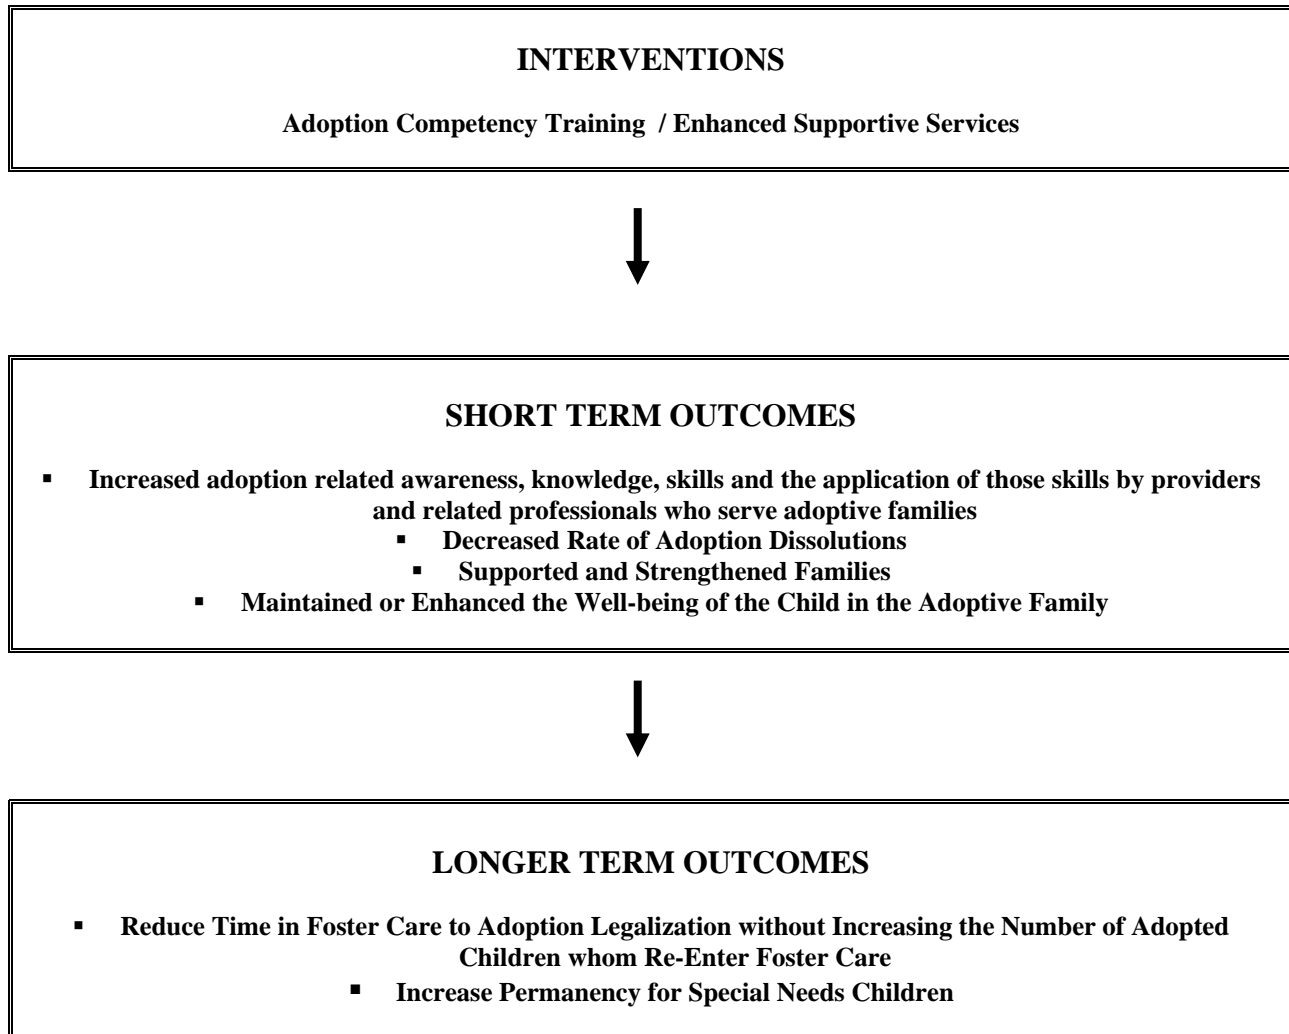 INTERVENTIONS
Adoption Competency Training / Enhanced Supportive Services
SHORT TERM OUTCOMES
▪ Increased adoption related awareness, knowledge, skills and the application of those skills by providers
and related professionals who serve adoptive families
▪ Decreased Rate of Adoption Dissolutions
▪ Supported and Strengthened Families
▪ Maintained or Enhanced the Well-being of the Child in the Adoptive Family
LONGER TERM OUTCOMES
▪ Reduce Time in Foster Care to Adoption Legalization without Increasing the Number of Adopted
Children whom Re-Enter Foster Care
▪ Increase Permanency for Special Needs Children